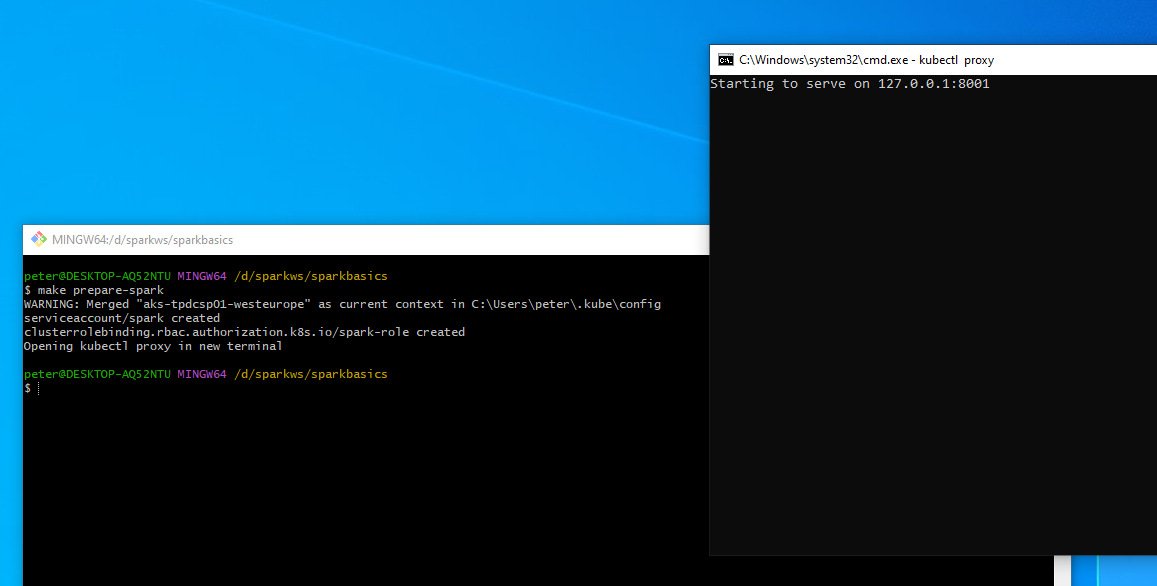 C:\Windows\system32\cmd.exe - kubectl  proxy
Starting to serve on 127.0.0.1:8001
MINGW64:/d/sparkws/sparkbasics
peter@DESKTOP-AQ52NTU MINGW64 /d/sparkws/sparkbasics
$ make prepare-spark
WARNING: Merged "aks-tpdcsp01-westeurope" as current context in C:\Users\peter\.kube\config
serviceaccount/spark created
clusterrolebinding.rbac.authorization.k8s.io/spark-role created
Opening kubectl proxy in new terminal
peter@DESKTOP-AQ52NTU MINGW64 /d/sparkws/sparkbasics
$